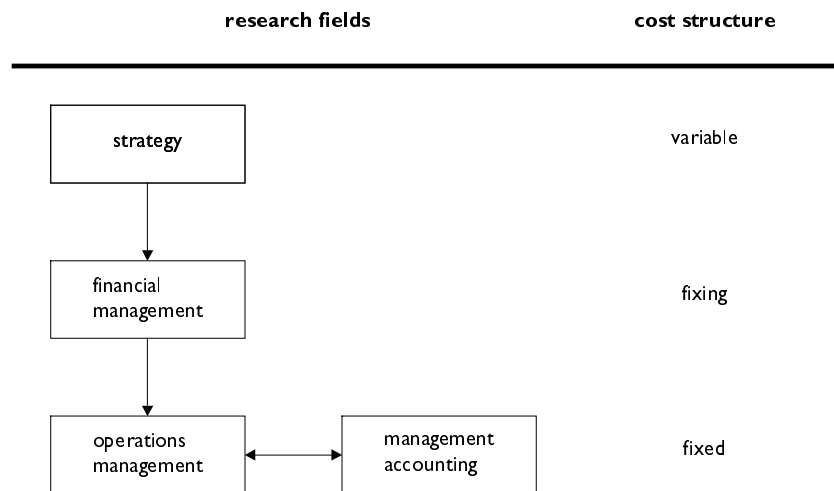 research fields cost structure
strategy variable
financial
management
fixing
operations
management
management
accounting
fixed